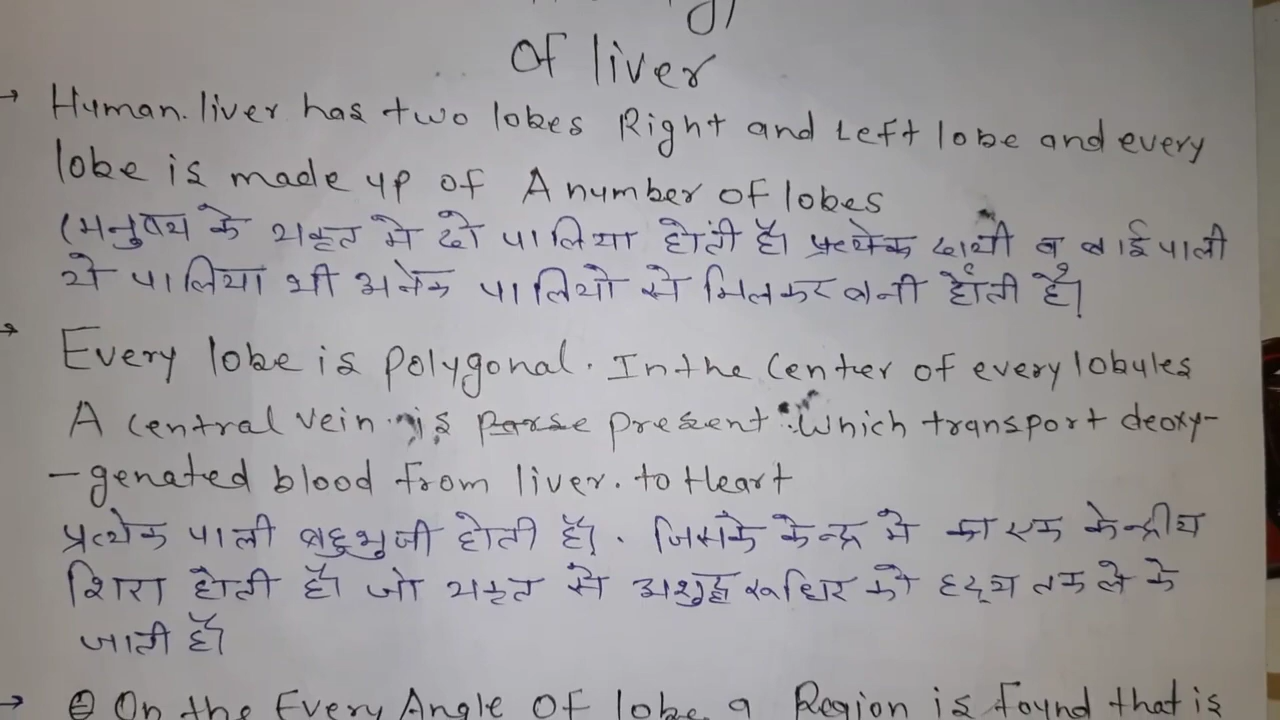 Of liver
→ Human. liver has two lobes Right and Left lobe and every
lobe is made up of A number of lobes
(मनुषय के यकृत मे दो पालिया होती है। प्रत्येक दायी व बाई पाली
ये पालिया भी अनेक पालियो से मिलकर बनी होती है।
→ Every lobe is polygonal. In the Center of every lobules
A central vein is present which transport deoxy-
-genated blood from liver. to Heart
प्रत्येक पाली बहुभुजी होती है। . जिसके केन्द्र मे का एक केन्द्रीय
शिरा होती है। जो यकृत से अशुद्ध रूधिर को हदृय तक ले के
जाती है।
→ On the Every Angle Of lobe a Region is found that is